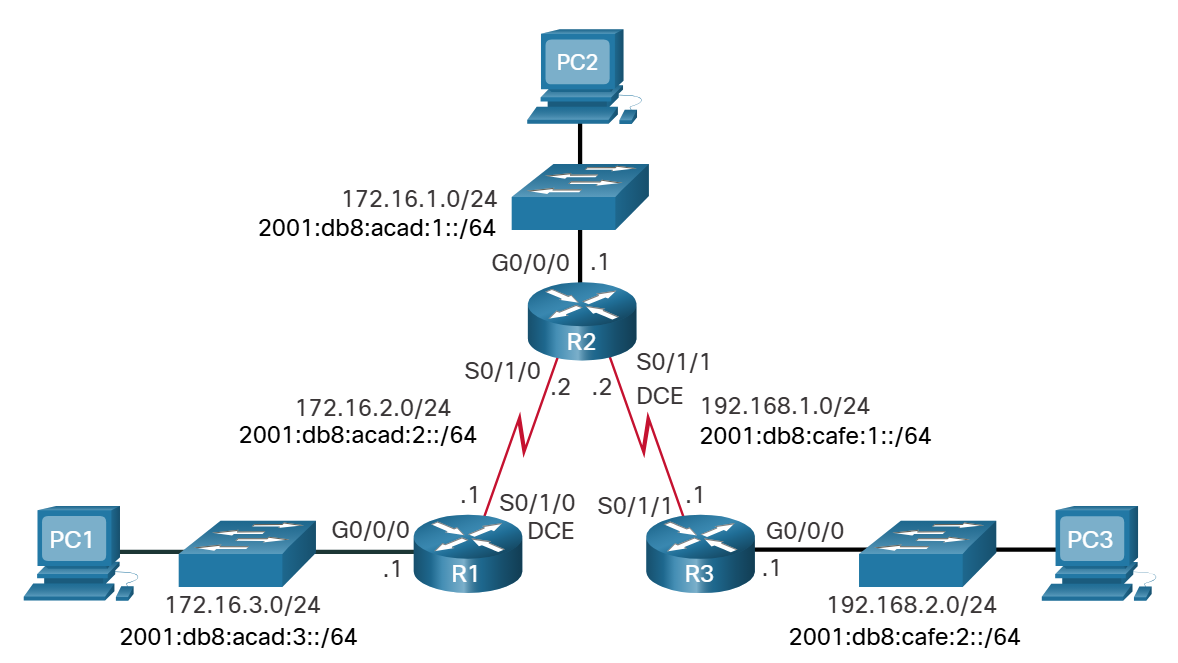 PC2
172.16.1.0/24
2001:db8:acad:1::/64
G0/0/0
.1
R2
S0/1/0
.2
.2
S0/1/1
DCE
172.16.2.0/24
2001:db8:acad:2::/64
192.168.1.0/24
2001:db8:cafe:1::/64
.1
S0/1/0
DCE
S0/1/1
.1
PC1
G0/0/0
.1
R1
R3
G0/0/0
.1
PC3
172.16.3.0/24
2001:db8:acad:3::/64
192.168.2.0/24
2001:db8:cafe:2::/64